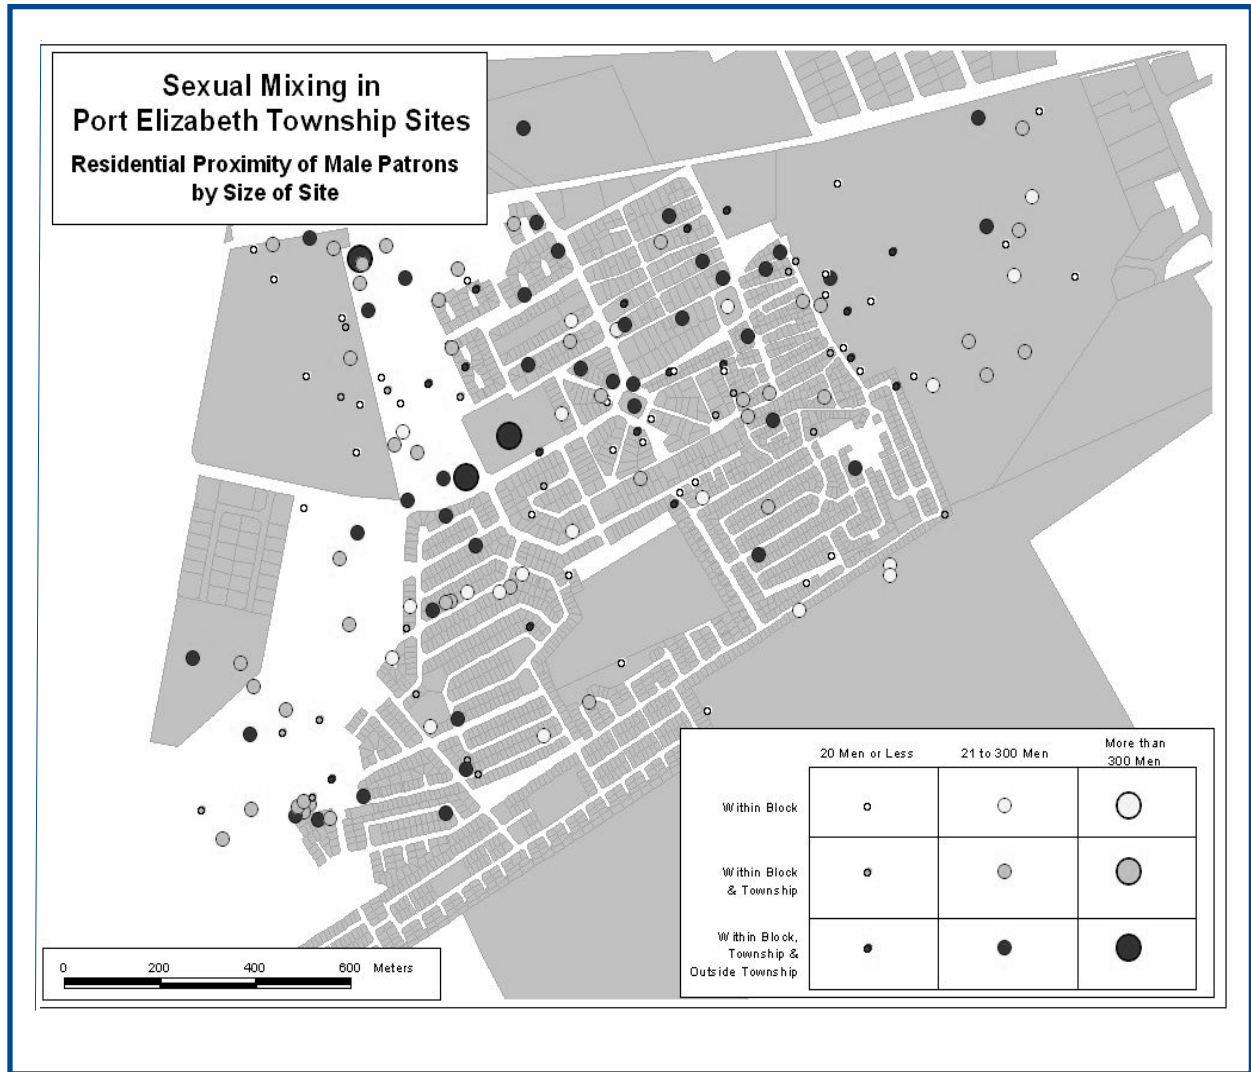 Sexual Mixing in
Port Elizabeth Township Sites
Residential Proximity of Male Patrons
by Size of Site
20 Men or Less 21 to 300 Men More than
300 Men
Within Block
Within Block
& Township
Within Block,
Township &
Outside Township
0 200 400 600 Meters